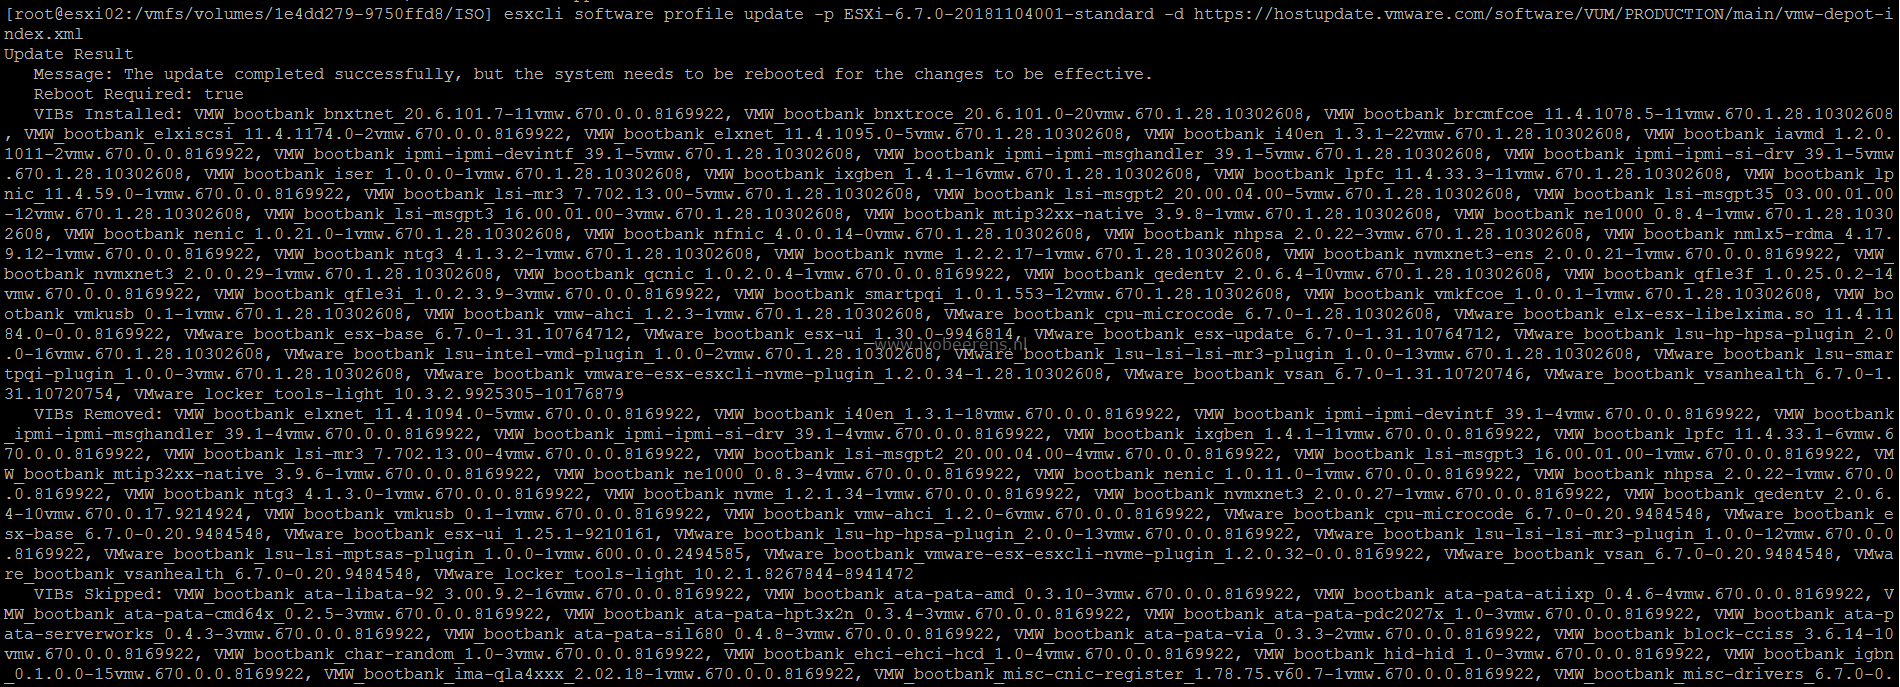 [root@esxi02:/vmfs/volumes/1e4dd279-9750ffd8/ISO] esxcli software profile update -p ESXi-6.7.0-20181104001-standard -d https://hostupdate.vmware.com/software/VUM/PRODUCTION/main/vmw-depot-i
ndex.xml
Update Result
   Message: The update completed successfully, but the system needs to be rebooted for the changes to be effective.
   Reboot Required: true
   VIBs Installed: VMW_bootbank_bnxtnet_20.6.101.7-11vmw.670.0.0.8169922, VMW_bootbank_bnxtroce_20.6.101.0-20vmw.670.1.28.10302608, VMW_bootbank_brcmfcoe_11.4.1078.5-11vmw.670.1.28.10302608
, VMW_bootbank_elxiscsi_11.4.1174.0-2vmw.670.0.0.8169922, VMW_bootbank_elxnet_11.4.1095.0-5vmw.670.1.28.10302608, VMW_bootbank_i40en_1.3.1-22vmw.670.1.28.10302608, VMW_bootbank_iavmd_1.2.0.
1011-2vmw.670.0.0.8169922, VMW_bootbank_ipmi-ipmi-devintf_39.1-5vmw.670.1.28.10302608, VMW_bootbank_ipmi-ipmi-msghandler_39.1-5vmw.670.1.28.10302608, VMW_bootbank_ipmi-ipmi-si-drv_39.1-5vmw
.670.1.28.10302608, VMW_bootbank_iser_1.0.0.0-1vmw.670.1.28.10302608, VMW_bootbank_ixgben_1.4.1-16vmw.670.1.28.10302608, VMW_bootbank_lpfc_11.4.33.3-11vmw.670.1.28.10302608, VMW_bootbank_lp
nic_11.4.59.0-1vmw.670.0.0.8169922, VMW_bootbank_lsi-mr3_7.702.13.00-5vmw.670.1.28.10302608, VMW_bootbank_lsi-msgpt2_20.00.04.00-5vmw.670.1.28.10302608, VMW_bootbank_lsi-msgpt35_03.00.01.00
-12vmw.670.1.28.10302608, VMW_bootbank_lsi-msgpt3_16.00.01.00-3vmw.670.1.28.10302608, VMW_bootbank_mtip32xx-native_3.9.8-1vmw.670.1.28.10302608, VMW_bootbank_ne1000_0.8.4-1vmw.670.1.28.1030
2608, VMW_bootbank_nenic_1.0.21.0-1vmw.670.1.28.10302608, VMW_bootbank_nfnic_4.0.0.14-0vmw.670.1.28.10302608, VMW_bootbank_nhpsa_2.0.22-3vmw.670.1.28.10302608, VMW_bootbank_nmlx5-rdma_4.17.
9.12-1vmw.670.0.0.8169922, VMW_bootbank_ntg3_4.1.3.2-1vmw.670.1.28.10302608, VMW_bootbank_nvme_1.2.2.17-1vmw.670.1.28.10302608, VMW_bootbank_nvmxnet3-ens_2.0.0.21-1vmw.670.0.0.8169922, VMW_
bootbank_nvmxnet3_2.0.0.29-1vmw.670.1.28.10302608, VMW_bootbank_qcnic_1.0.2.0.4-1vmw.670.0.0.8169922, VMW_bootbank_qedentv_2.0.6.4-10vmw.670.1.28.10302608, VMW_bootbank_qfle3f_1.0.25.0.2-14
vmw.670.0.0.8169922, VMW_bootbank_qfle3i_1.0.2.3.9-3vmw.670.0.0.8169922, VMW_bootbank_smartpqi_1.0.1.553-12vmw.670.1.28.10302608, VMW_bootbank_vmkfcoe_1.0.0.1-1vmw.670.1.28.10302608, VMW_bo
otbank_vmkusb_0.1-1vmw.670.1.28.10302608, VMW_bootbank_vmw-ahci_1.2.3-1vmw.670.1.28.10302608, VMware_bootbank_cpu-microcode_6.7.0-1.28.10302608, VMware_bootbank_elx-esx-libelxima.so_11.4.11
84.0-0.0.8169922, VMware_bootbank_esx-base_6.7.0-1.31.10764712, VMware_bootbank_esx-ui_1.30.0-9946814, VMware_bootbank_esx-update_6.7.0-1.31.10764712, VMware_bootbank_lsu-hp-hpsa-plugin_2.0
.0-16vmw.670.1.28.10302608, VMware_bootbank_lsu-intel-vmd-plugin_1.0.0-2vmw.670.1.28.10302608, VMware_bootbank_lsu-lsi-lsi-mr3-plugin_1.0.0-13vmw.670.1.28.10302608, VMware_bootbank_lsu-smar
tpqi-plugin_1.0.0-3vmw.670.1.28.10302608, VMware_bootbank_vmware-esx-esxcli-nvme-plugin_1.2.0.34-1.28.10302608, VMware_bootbank_vsan_6.7.0-1.31.10720746, VMware_bootbank_vsanhealth_6.7.0-1.
31.10720754, VMware_locker_tools-light_10.3.2.9925305-10176879
   VIBs Removed: VMW_bootbank_elxnet_11.4.1094.0-5vmw.670.0.0.8169922, VMW_bootbank_i40en_1.3.1-18vmw.670.0.0.8169922, VMW_bootbank_ipmi-ipmi-devintf_39.1-4vmw.670.0.0.8169922, VMW_bootbank
_ipmi-ipmi-msghandler_39.1-4vmw.670.0.0.8169922, VMW_bootbank_ipmi-ipmi-si-drv_39.1-4vmw.670.0.0.8169922, VMW_bootbank_ixgben_1.4.1-11vmw.670.0.0.8169922, VMW_bootbank_lpfc_11.4.33.1-6vmw.6
70.0.0.8169922, VMW_bootbank_lsi-mr3_7.702.13.00-4vmw.670.0.0.8169922, VMW_bootbank_lsi-msgpt2_20.00.04.00-4vmw.670.0.0.8169922, VMW_bootbank_lsi-msgpt3_16.00.01.00-1vmw.670.0.0.8169922, VM
W_bootbank_mtip32xx-native_3.9.6-1vmw.670.0.0.8169922, VMW_bootbank_ne1000_0.8.3-4vmw.670.0.0.8169922, VMW_bootbank_nenic_1.0.11.0-1vmw.670.0.0.8169922, VMW_bootbank_nhpsa_2.0.22-1vmw.670.0
.0.8169922, VMW_bootbank_ntg3_4.1.3.0-1vmw.670.0.0.8169922, VMW_bootbank_nvme_1.2.1.34-1vmw.670.0.0.8169922, VMW_bootbank_nvmxnet3_2.0.0.27-1vmw.670.0.0.8169922, VMW_bootbank_qedentv_2.0.6.
4-10vmw.670.0.17.9214924, VMW_bootbank_vmkusb_0.1-1vmw.670.0.0.8169922, VMW_bootbank_vmw-ahci_1.2.0-6vmw.670.0.0.8169922, VMware_bootbank_cpu-microcode_6.7.0-0.20.9484548, VMware_bootbank_e
sx-base_6.7.0-0.20.9484548, VMware_bootbank_esx-ui_1.25.1-9210161, VMware_bootbank_lsu-hp-hpsa-plugin_2.0.0-13vmw.670.0.0.8169922, VMware_bootbank_lsu-lsi-lsi-mr3-plugin_1.0.0-12vmw.670.0.0
.8169922, VMware_bootbank_lsu-lsi-mptsas-plugin_1.0.0-1vmw.600.0.0.2494585, VMware_bootbank_vmware-esx-esxcli-nvme-plugin_1.2.0.32-0.0.8169922, VMware_bootbank_vsan_6.7.0-0.20.9484548, VMwa
re_bootbank_vsanhealth_6.7.0-0.20.9484548, VMware_locker_tools-light_10.2.1.8267844-8941472
   VIBs Skipped: VMW_bootbank_ata-libata-92_3.00.9.2-16vmw.670.0.0.8169922, VMW_bootbank_ata-pata-amd_0.3.10-3vmw.670.0.0.8169922, VMW_bootbank_ata-pata-atiixp_0.4.6-4vmw.670.0.0.8169922, V
MW_bootbank_ata-pata-cmd64x_0.2.5-3vmw.670.0.0.8169922, VMW_bootbank_ata-pata-hpt3x2n_0.3.4-3vmw.670.0.0.8169922, VMW_bootbank_ata-pata-pdc2027x_1.0-3vmw.670.0.0.8169922, VMW_bootbank_ata-p
ata-serverworks_0.4.3-3vmw.670.0.0.8169922, VMW_bootbank_ata-pata-sil680_0.4.8-3vmw.670.0.0.8169922, VMW_bootbank_ata-pata-via_0.3.3-2vmw.670.0.0.8169922, VMW_bootbank_block-cciss_3.6.14-10
vmw.670.0.0.8169922, VMW_bootbank_char-random_1.0-3vmw.670.0.0.8169922, VMW_bootbank_ehci-ehci-hcd_1.0-4vmw.670.0.0.8169922, VMW_bootbank_hid-hid_1.0-3vmw.670.0.0.8169922, VMW_bootbank_igbn
_0.1.0.0-15vmw.670.0.0.8169922, VMW_bootbank_ima-qla4xxx_2.02.18-1vmw.670.0.0.8169922, VMW_bootbank_misc-cnic-register_1.78.75.v60.7-1vmw.670.0.0.8169922, VMW_bootbank_misc-drivers_6.7.0-0.
www.ivobeerens.nl